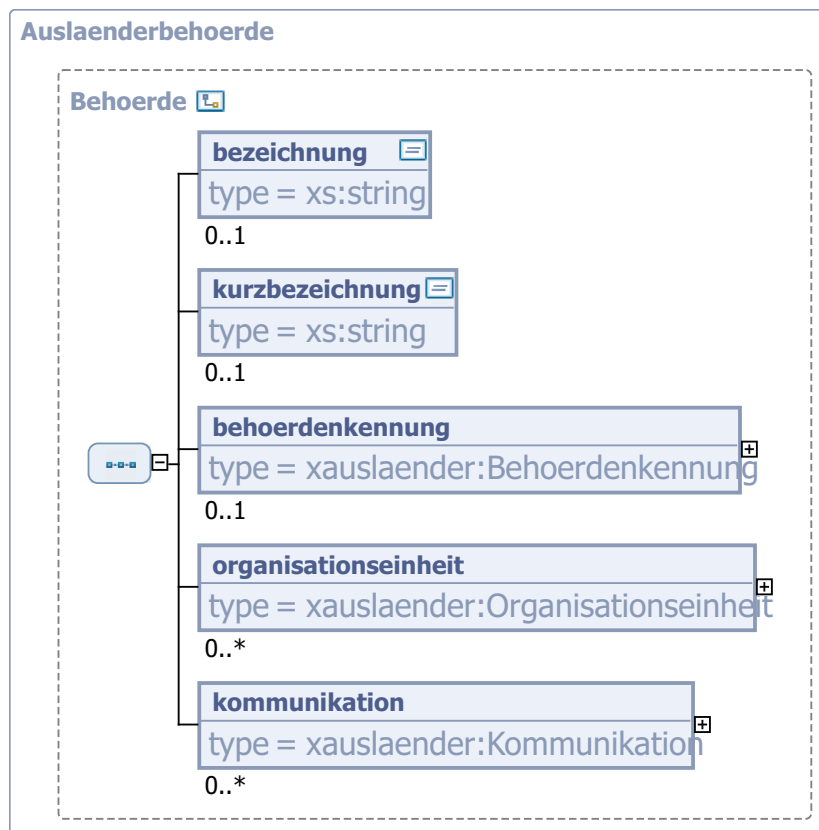 Auslaenderbehoerde
Behoerde
bezeichnung
type = xs:string
0..1
kurzbezeichnung
type = xs:string
0..1
behoerdenkennung
type = xauslaender:Behoerdenkennung
0..1
organisationseinheit
type = xauslaender:Organisationseinheit
0..*
kommunikation
type = xauslaender:Kommunikation
0..*